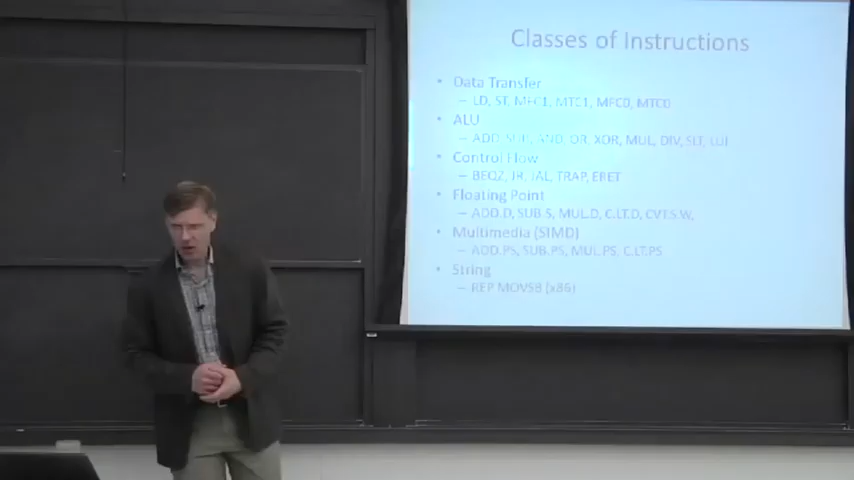 Classes of Instructions
• Data Transfer
– LD, ST, MFC1, MTC1, MFC0, MTC0
• ALU
– ADD, SUB, AND, OR, XOR, MUL, DIV, SLT, LUI
• Control Flow
– BEQZ, JR, JAL, TRAP, ERET
• Floating Point
– ADD.D, SUB.S, MUL.D, C.LT.D, CVT.S.W,
• Multimedia (SIMD)
– ADD.PS, SUB.PS, MUL.PS, C.LT.PS
• String
– REP MOVSB (x86)